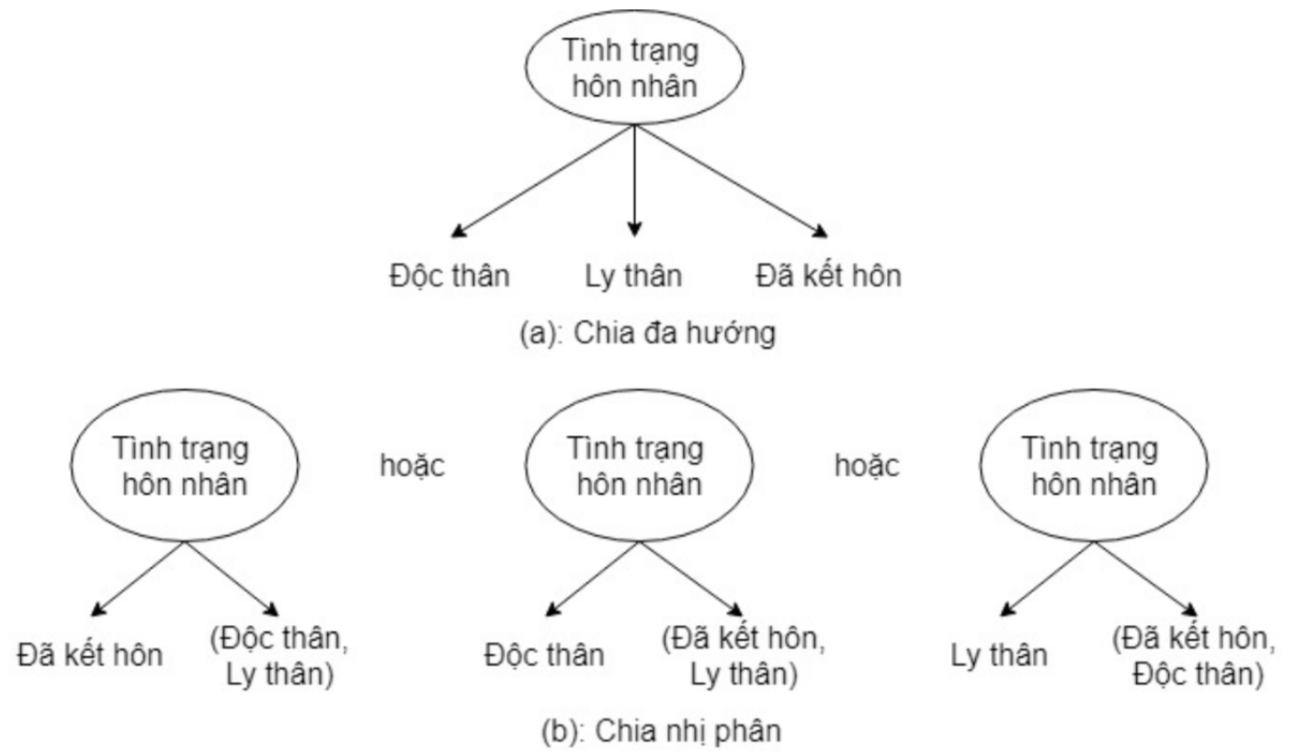 Tình trạng
hôn nhân
Độc thân
Ly thân
Đã kết hôn
(a): Chia đa hướng
Tình trạng
hôn nhân
hoặc
Tình trạng
hôn nhân
hoặc
Tình trạng
hôn nhân
Đã kết hôn
(Độc thân,
Ly thân)
Độc thân
(Đã kết hôn,
Ly thân)
Ly thân
(Đã kết hôn,
Độc thân)
(b): Chia nhị phân